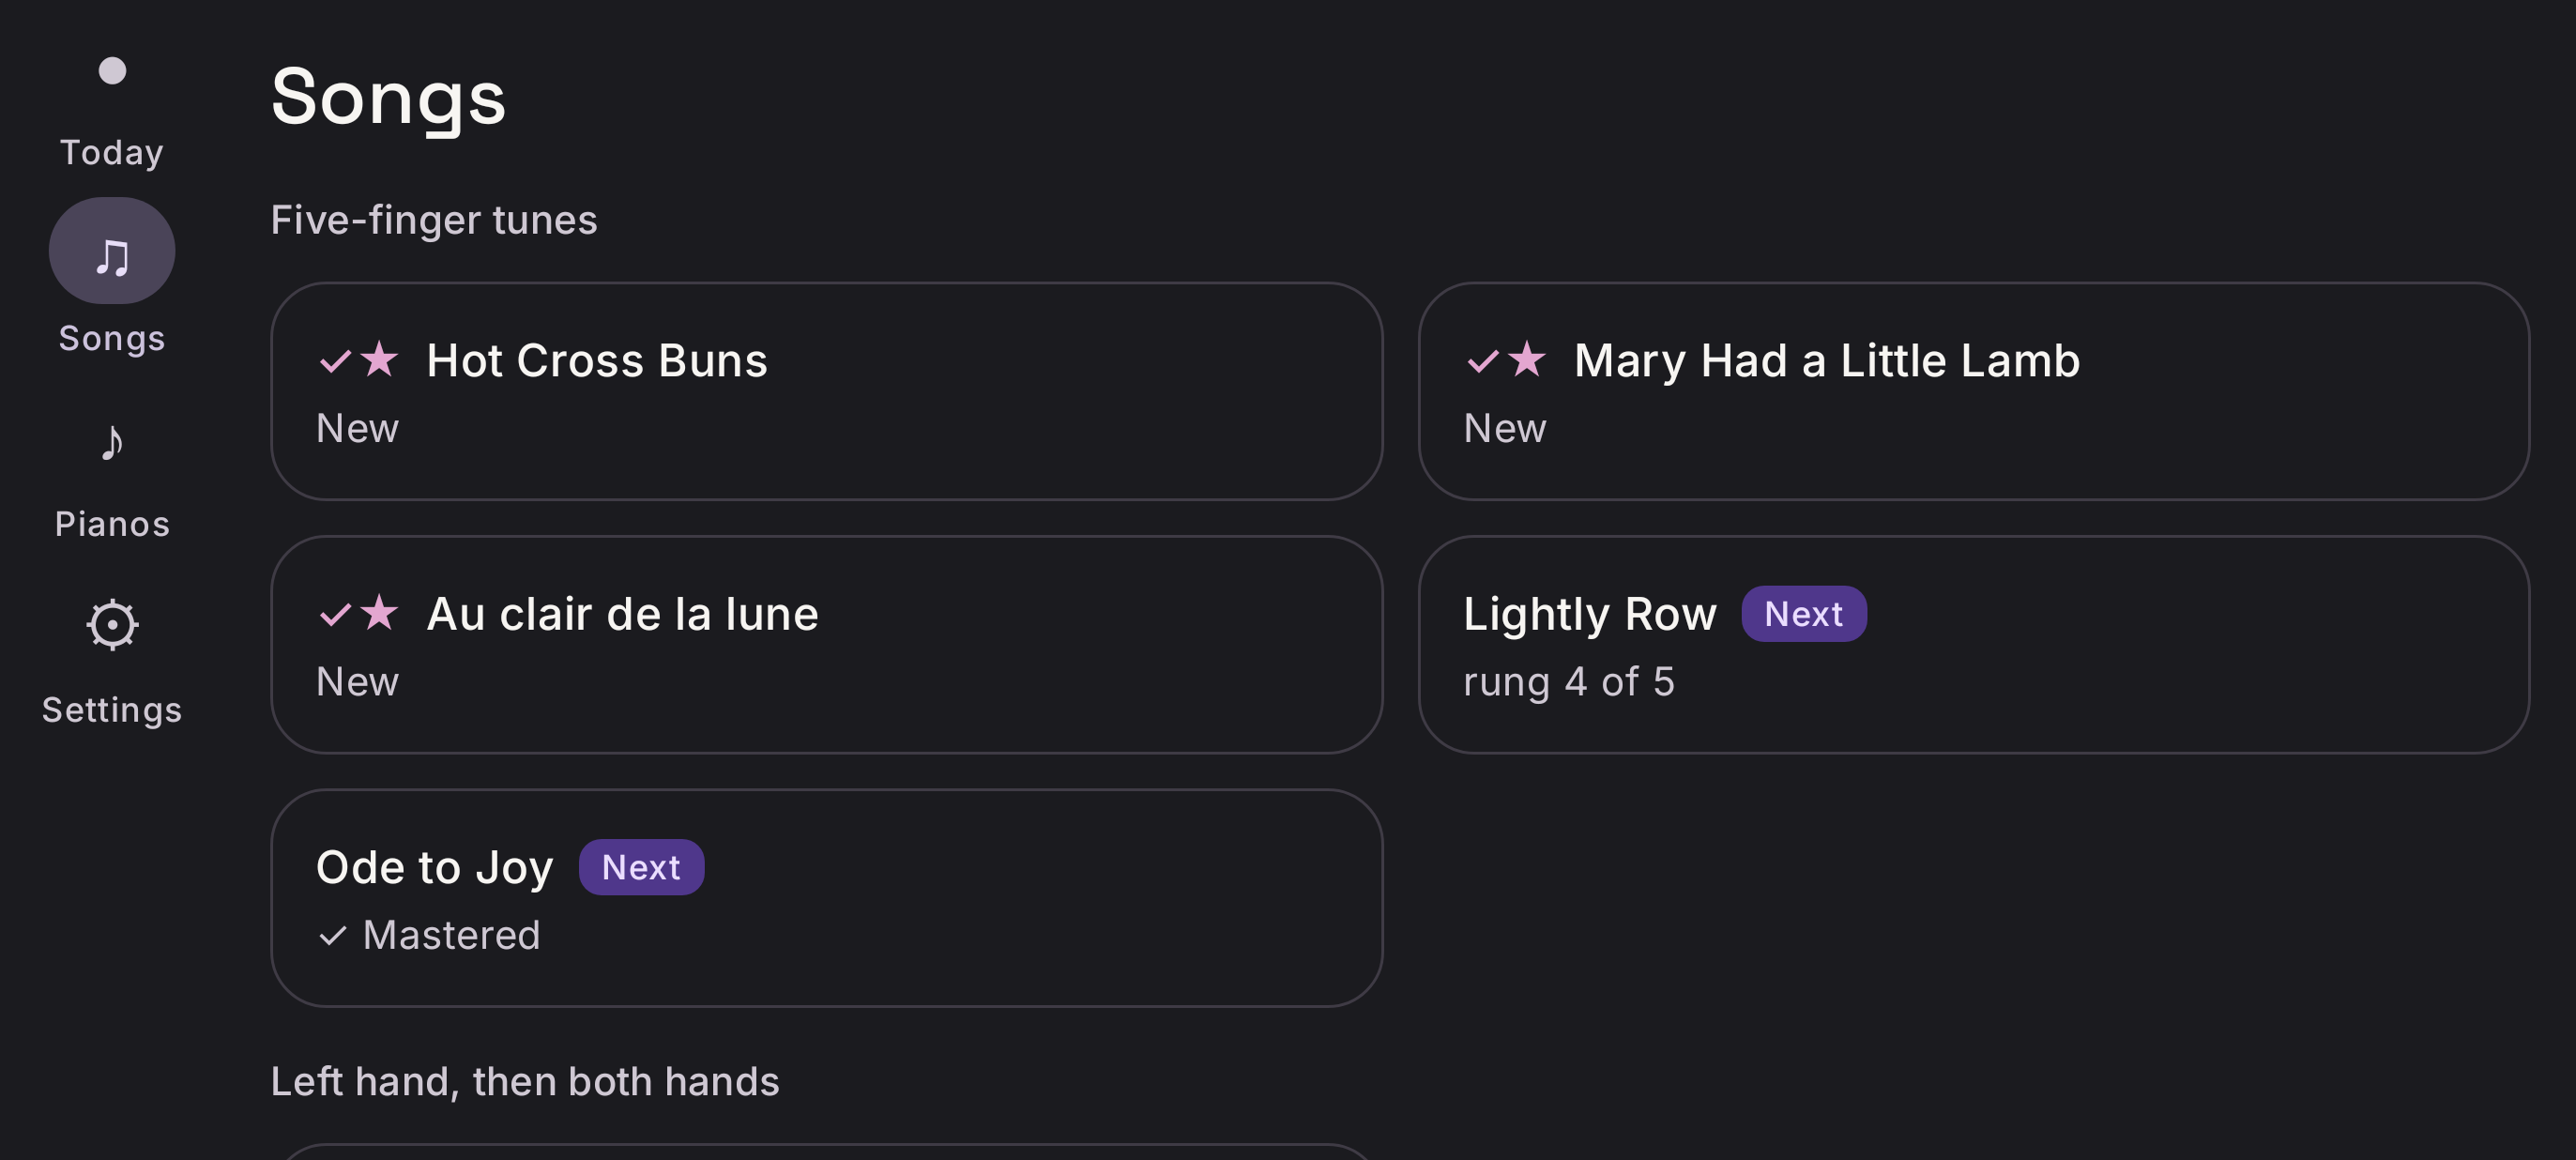 Today
Songs
Pianos
Settings
Songs
Five-finger tunes
✓★ Hot Cross Buns
New
✓★ Mary Had a Little Lamb
New
✓★ Au clair de la lune
New
Lightly Row Next
rung 4 of 5
Ode to Joy Next
✓ Mastered
Left hand, then both hands